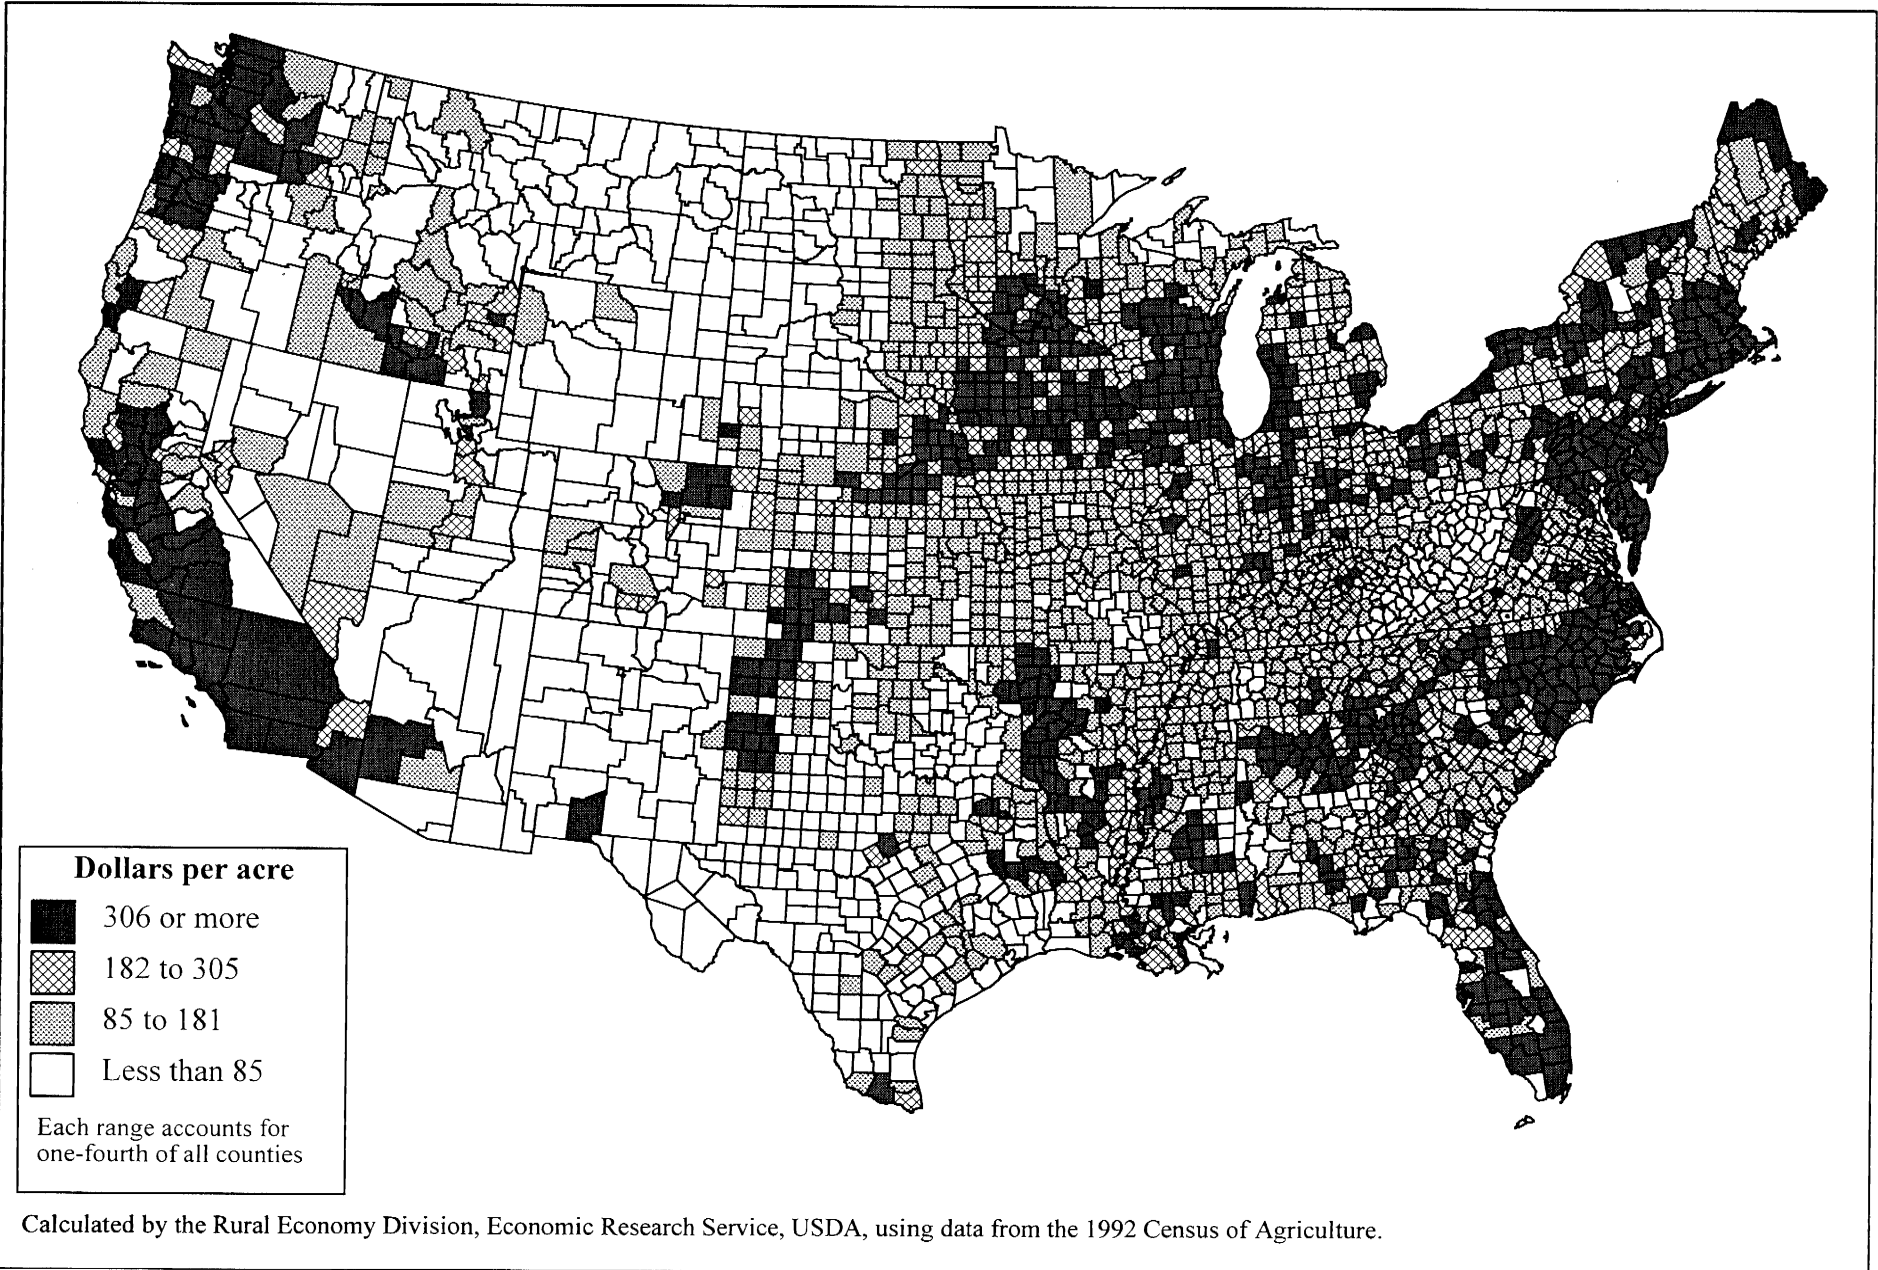 Dollars per acre
306 or more
182 to 305
85 to 181
Less than 85
Each range accounts for
one-fourth of all counties
Calculated by the Rural Economy Division, Economic Research Service, USDA, using data from the 1992 Census of Agriculture.